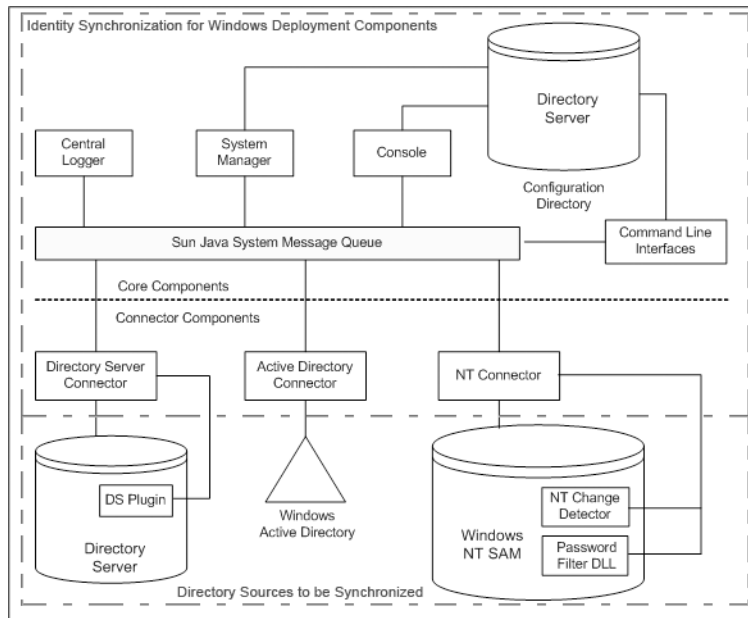 Identity Synchronization for Windows Deployment Components
Directory
Server
Central
Logger
System
Manager
Console
Configuration
Directory
Sun Java System Message Queue
Command Line
Interfaces
Core Components
Connector Components
Directory Server
Connector
Active Directory
Connector
NT Connector
DS Plugin
Directory
Server
Windows
Active Directory
Windows
NT SAM
NT Change
Detector
Password
Filter DLL
Directory Sources to be Synchronized